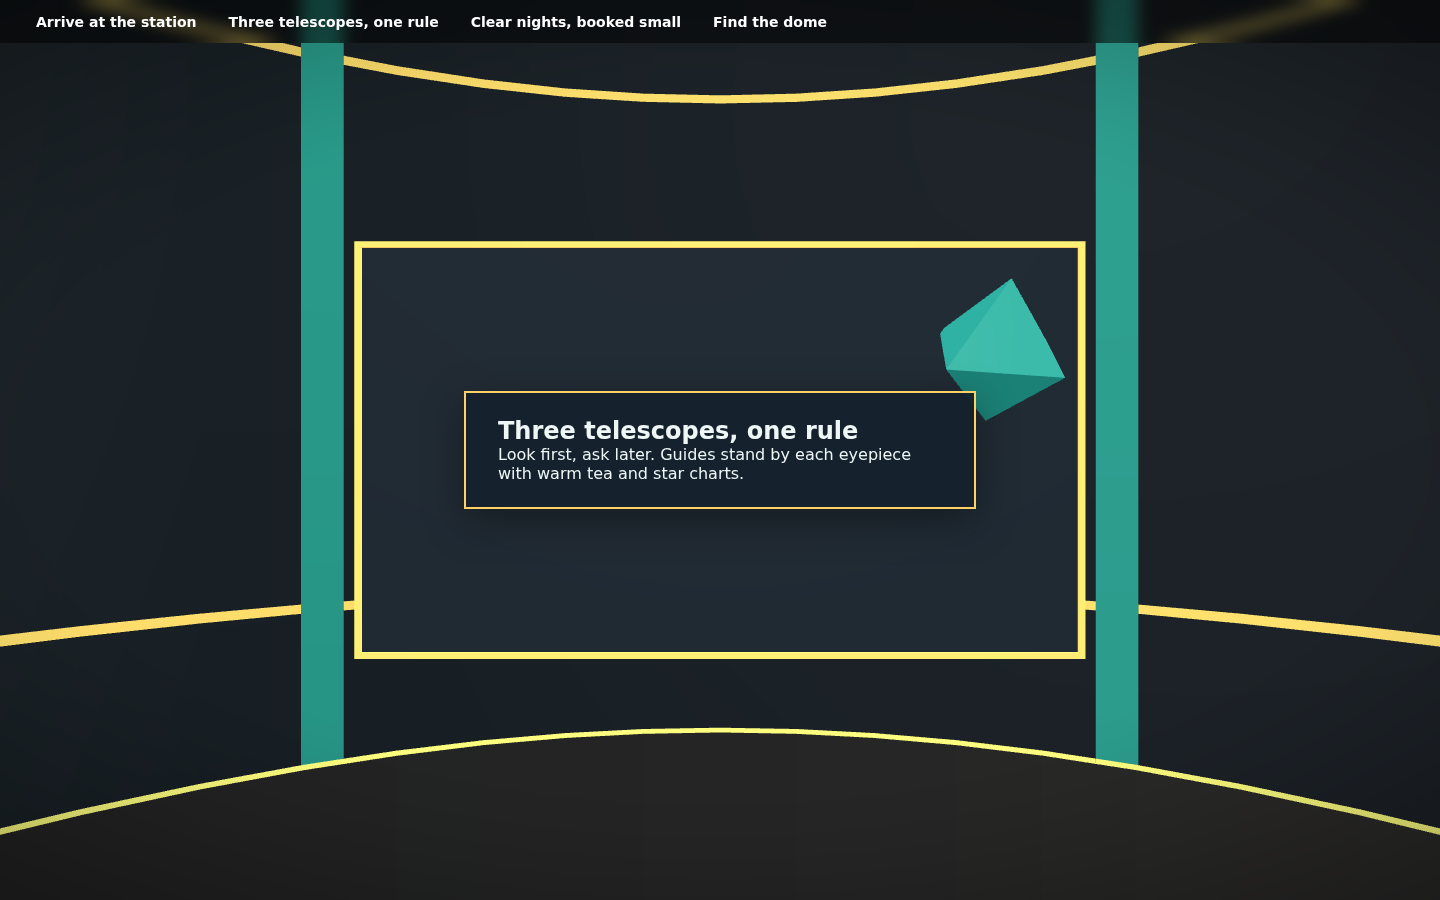 Arrive at the station Three telescopes, one rule Clear nights, booked small Find the dome
Three telescopes, one rule
Look first, ask later. Guides stand by each eyepiece
with warm tea and star charts.